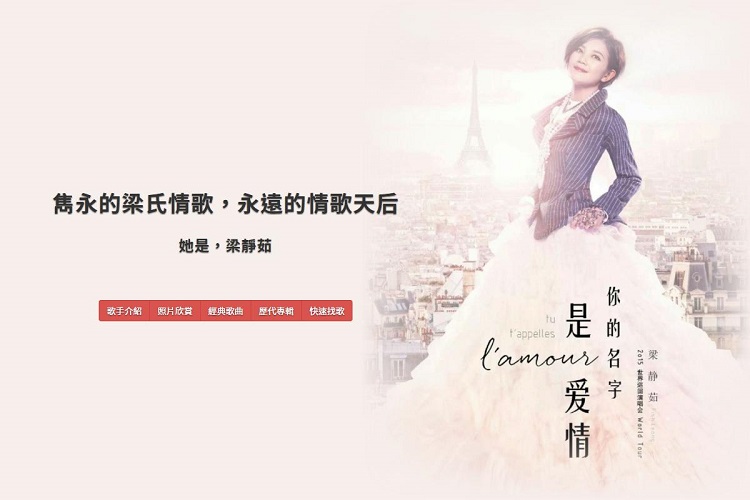 雋永的梁氏情歌，永遠的情歌天后
她是，梁靜茹
歌手介紹
照片欣賞
經典歌曲
歷代專輯
快速找歌
你的名字
是爱情
tu
t'appelles
l'amour
梁靜茹
2015 世界巡迴演唱會 World Tour